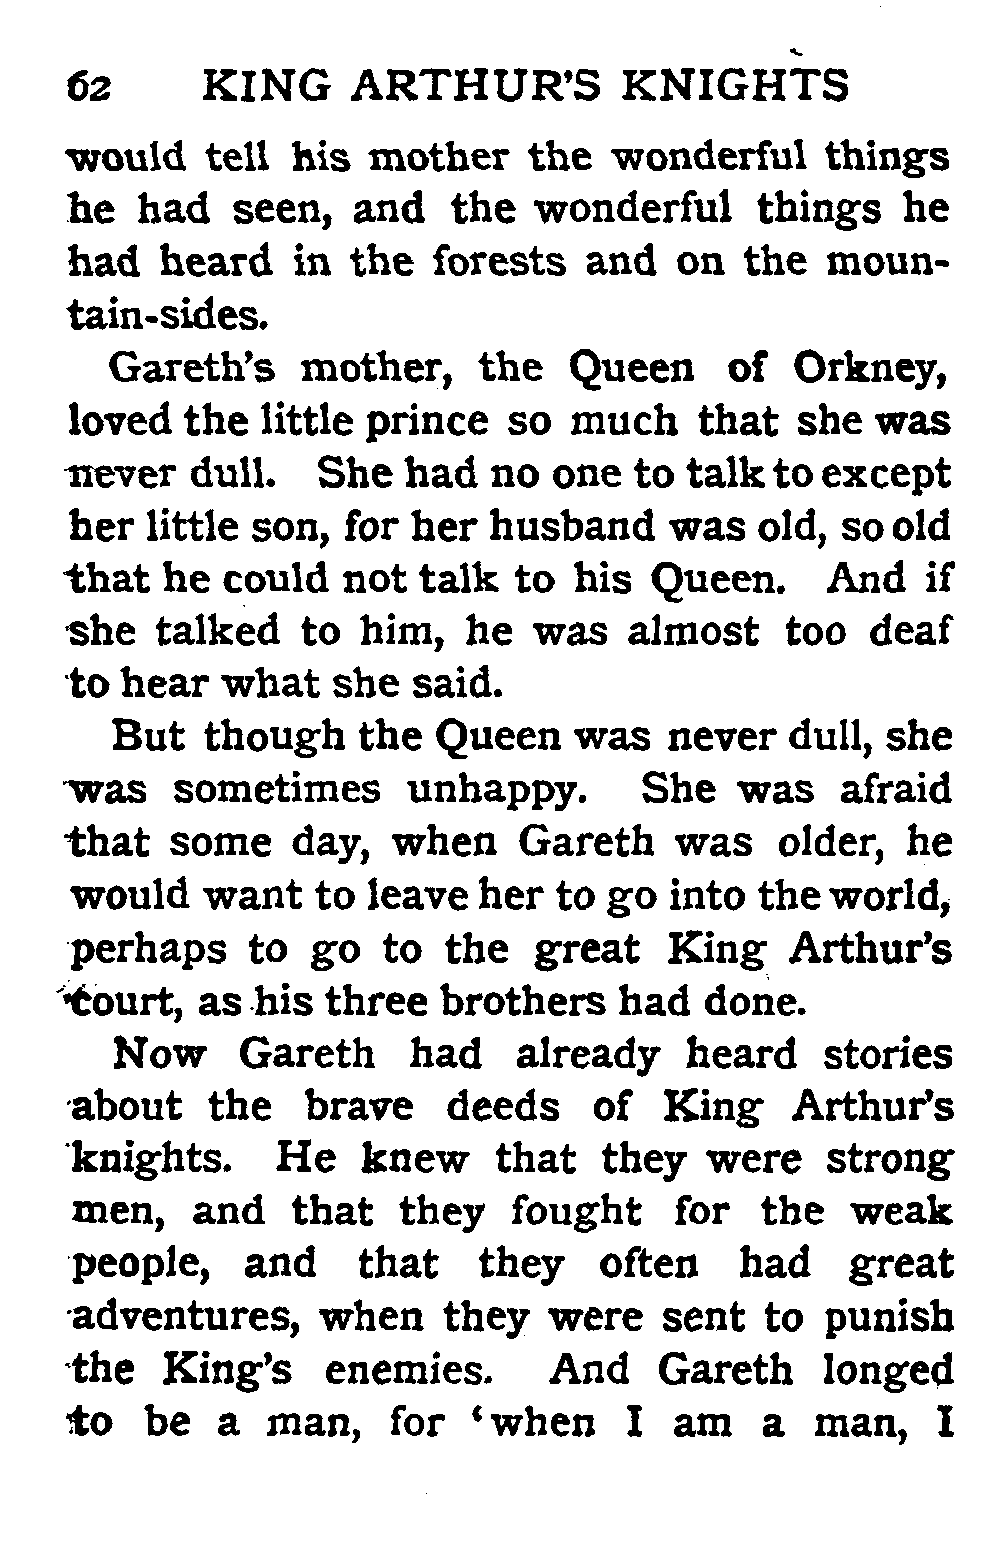 62 KING ARTHUR'S KNIGHTS
would tell his mother the wonderful things
he had seen, and the wonderful things he
had heard in the forests and on the moun-
tain-sides.
Gareth's mother, the Queen of Orkney,
loved the little prince so much that she was
never dull. She had no one to talk to except
her little son, for her husband was old, so old
that he could not talk to his Queen. And if
she talked to him, he was almost too deaf
to hear what she said.
But though the Queen was never dull, she
was sometimes unhappy. She was afraid
that some day, when Gareth was older, he
would want to leave her to go into the world,
perhaps to go to the great King Arthur's
court, as his three brothers had done.
Now Gareth had already heard stories
about the brave deeds of King Arthur's
knights. He knew that they were strong
men, and that they fought for the weak
people, and that they often had great
adventures, when they were sent to punish
the King's enemies. And Gareth longed
to be a man, for ‘when I am a man, I